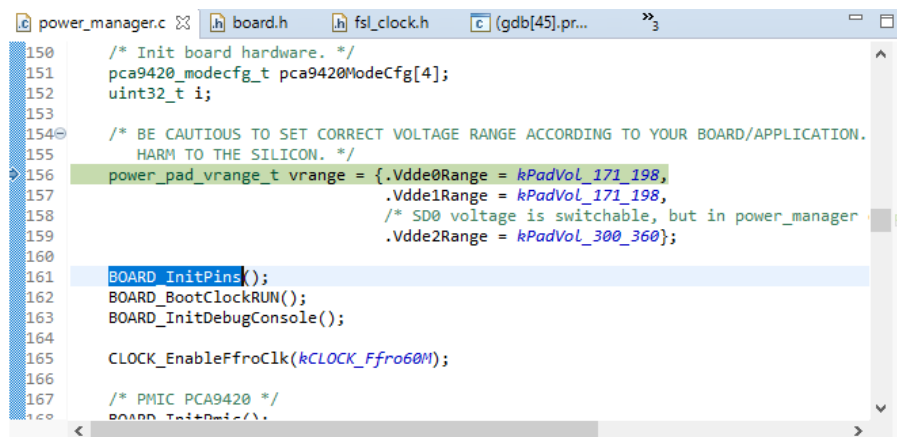 power_manager.c board.h fsl_clock.h (gdb[45].pr... »3
150 /* Init board hardware. */
151 pca9420_modecfg_t pca9420ModeCfg[4];
152 uint32_t i;
153
154 /* BE CAUTIOUS TO SET CORRECT VOLTAGE RANGE ACCORDING TO YOUR BOARD/APPLICATION.
155 HARM TO THE SILICON. */
156 power_pad_vrange_t vrange = {.Vdde0Range = kPadVol_171_198,
157 .Vdde1Range = kPadVol_171_198,
158 /* SD0 voltage is switchable, but in power_manager
159 .Vdde2Range = kPadVol_300_360};
160
161 BOARD_InitPins();
162 BOARD_BootClockRUN();
163 BOARD_InitDebugConsole();
164
165 CLOCK_EnableFfroClk(kCLOCK_Ffro60M);
166
167 /* PMIC PCA9420 */
168 BOARD_InitPmic();